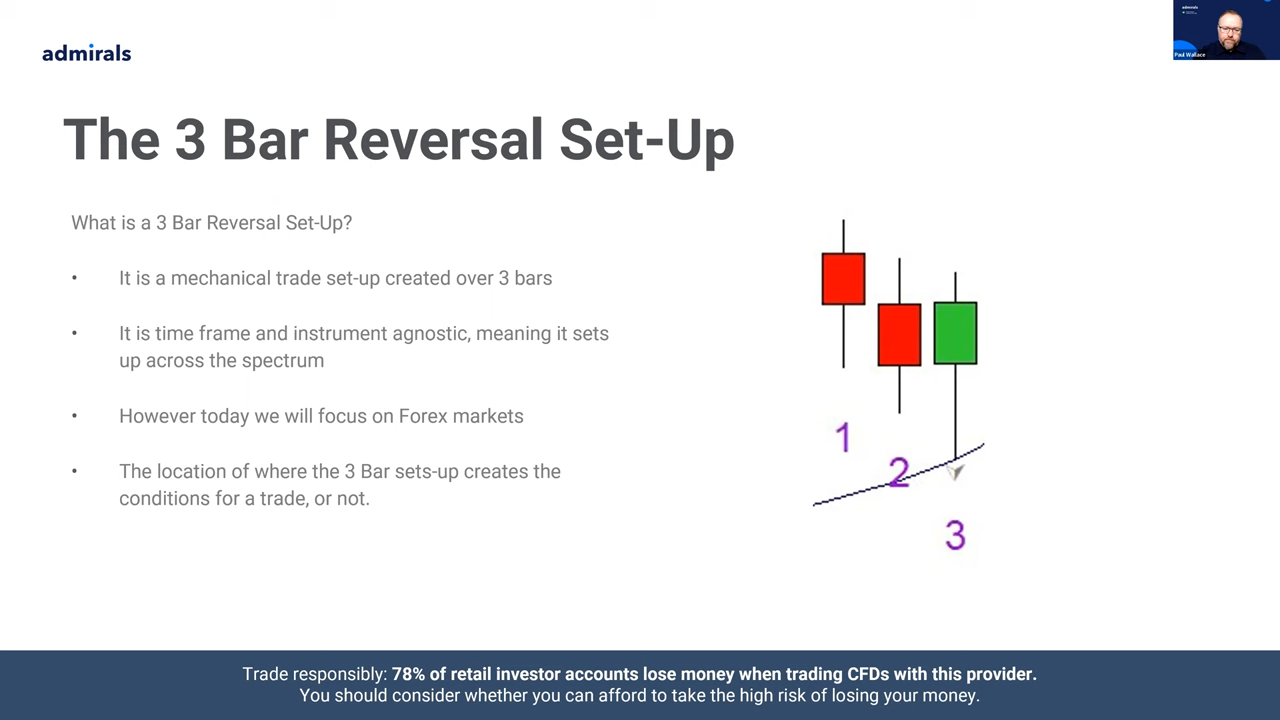 admirals
admirals
Paul Wallace
The 3 Bar Reversal Set-Up
What is a 3 Bar Reversal Set-Up?
• It is a mechanical trade set-up created over 3 bars
• It is time frame and instrument agnostic, meaning it sets
up across the spectrum
• However today we will focus on Forex markets
• The location of where the 3 Bar sets-up creates the
conditions for a trade, or not.
1
2
3
Trade responsibly: 78% of retail investor accounts lose money when trading CFDs with this provider.
You should consider whether you can afford to take the high risk of losing your money.